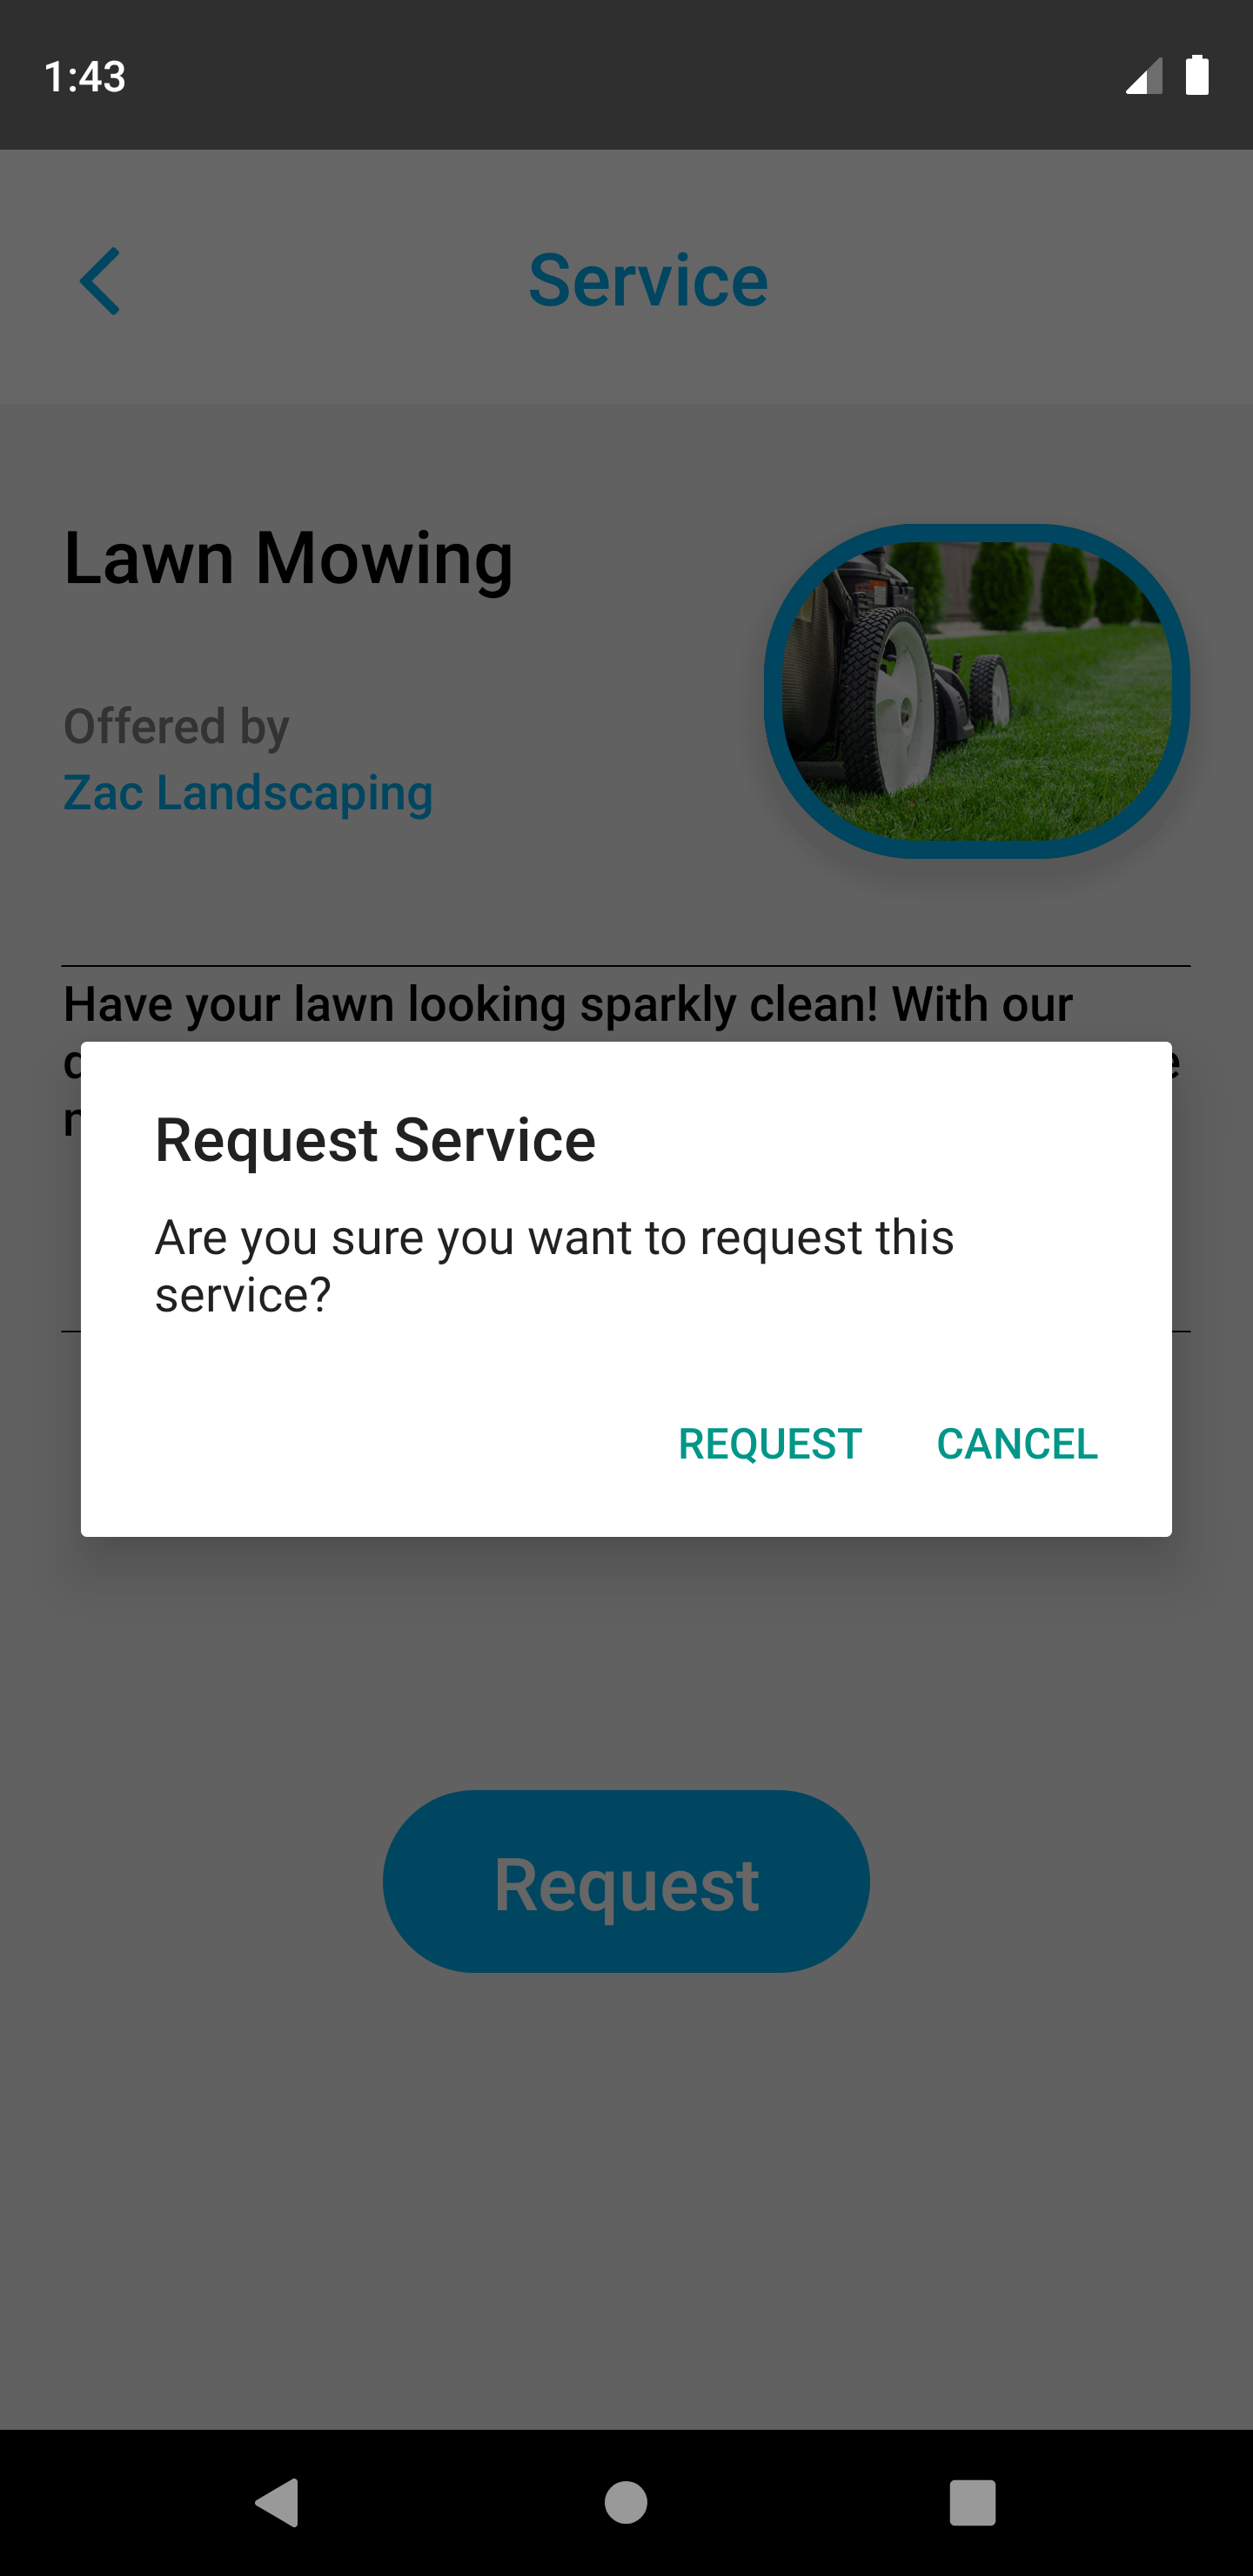 1:43
Service
Lawn Mowing
Offered by
Zac Landscaping
Have your lawn looking sparkly clean! With our
Request Service
Are you sure you want to request this
service?
REQUEST CANCEL
Request